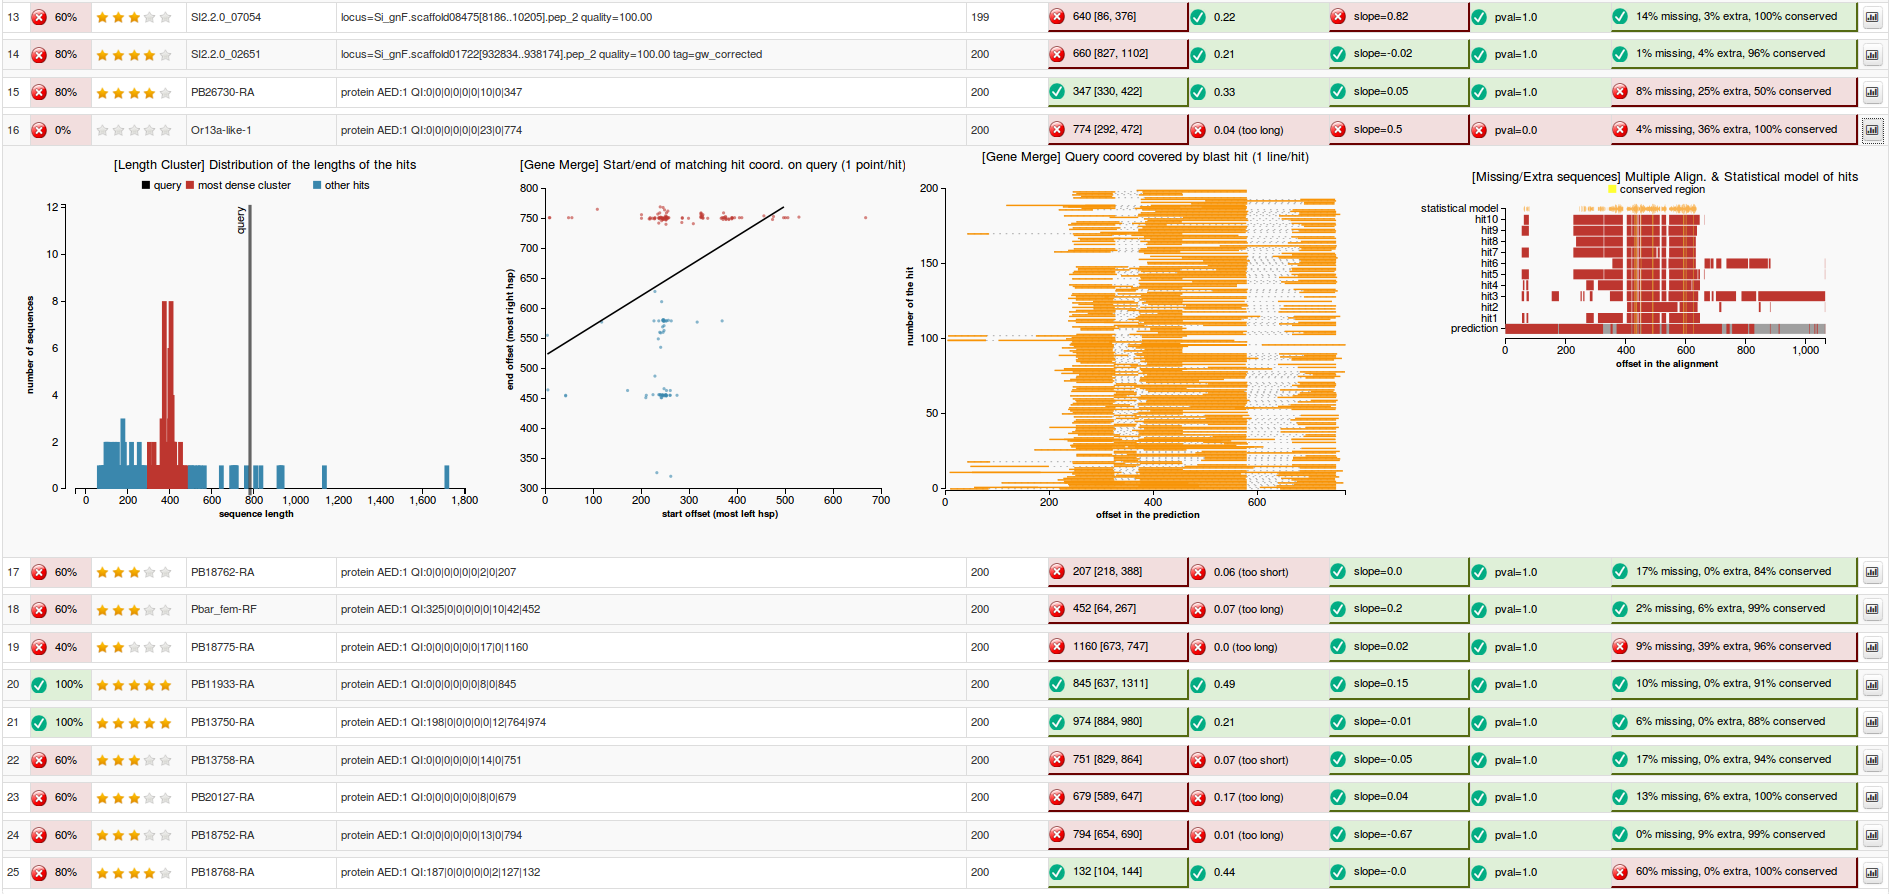 13 60% SI2.2.0_07054 locus=Si_gnF.scaffold08475[8186..10205].pep_2 quality=100.00 199 640 [86, 376] 0.22 slope=0.82 pval=1.0 14% missing, 3% extra, 100% conserved
14 80% SI2.2.0_02651 locus=Si_gnF.scaffold01722[932834..938174].pep_2 quality=100.00 tag=gw_corrected 200 660 [827, 1102] 0.21 slope=-0.02 pval=1.0 1% missing, 4% extra, 96% conserved
15 80% PB26730-RA protein AED:1 QI:0|0|0|0|0|0|10|0|347 200 347 [330, 422] 0.33 slope=0.05 pval=1.0 8% missing, 25% extra, 50% conserved
16 0% Or13a-like-1 protein AED:1 QI:0|0|0|0|0|0|23|0|774 200 774 [292, 472] 0.04 (too long) slope=0.5 pval=0.0 4% missing, 36% extra, 100% conserved
[Length Cluster] Distribution of the lengths of the hits
query most dense cluster other hits
query
12
10
8
6
4
2
0
number of sequences
0 200 400 600 800 1,000 1,200 1,400 1,600 1,800
sequence length
[Gene Merge] Start/end of matching hit coord. on query (1 point/hit)
800
750
700
650
600
550
500
450
400
350
300
end offset (most right hsp)
0 100 200 300 400 500 600 700
start offset (most left hsp)
[Gene Merge] Query coord covered by blast hit (1 line/hit)
200
150
100
50
0
number of the hit
0 200 400 600
offset in the prediction
[Missing/Extra sequences] Multiple Align. & Statistical model of hits
conserved region
statistical model
hit10
hit9
hit8
hit7
hit6
hit5
hit4
hit3
hit2
hit1
prediction
0 200 400 600 800 1,000
offset in the alignment
17 60% PB18762-RA protein AED:1 QI:0|0|0|0|0|0|2|0|207 200 207 [218, 388] 0.06 (too short) slope=0.0 pval=1.0 17% missing, 0% extra, 84% conserved
18 60% Pbar_fem-RF protein AED:1 QI:325|0|0|0|0|0|10|42|452 200 452 [64, 267] 0.07 (too long) slope=0.2 pval=1.0 2% missing, 6% extra, 99% conserved
19 40% PB18775-RA protein AED:1 QI:0|0|0|0|0|0|17|0|1160 200 1160 [673, 747] 0.0 (too long) slope=0.02 pval=1.0 9% missing, 39% extra, 96% conserved
20 100% PB11933-RA protein AED:1 QI:0|0|0|0|0|0|8|0|845 200 845 [637, 1311] 0.49 slope=0.15 pval=1.0 10% missing, 0% extra, 91% conserved
21 100% PB13750-RA protein AED:1 QI:198|0|0|0|0|0|12|764|974 200 974 [884, 980] 0.21 slope=-0.01 pval=1.0 6% missing, 0% extra, 88% conserved
22 60% PB13758-RA protein AED:1 QI:0|0|0|0|0|0|14|0|751 200 751 [829, 864] 0.07 (too short) slope=-0.05 pval=1.0 17% missing, 0% extra, 94% conserved
23 60% PB20127-RA protein AED:1 QI:0|0|0|0|0|0|8|0|679 200 679 [589, 647] 0.17 (too long) slope=0.04 pval=1.0 13% missing, 6% extra, 100% conserved
24 60% PB18752-RA protein AED:1 QI:0|0|0|0|0|0|13|0|794 200 794 [654, 690] 0.01 (too long) slope=-0.67 pval=1.0 0% missing, 9% extra, 99% conserved
25 80% PB18768-RA protein AED:1 QI:187|0|0|0|0|0|2|127|132 200 132 [104, 144] 0.44 slope=-0.0 pval=1.0 60% missing, 0% extra, 100% conserved